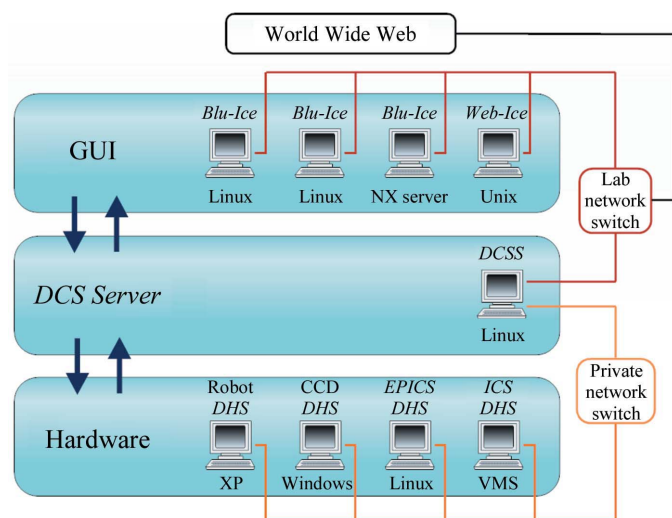 World Wide Web
Blu-Ice Blu-Ice Blu-Ice Web-Ice
GUI
Linux Linux NX server Unix
Lab
network
switch
DCSS
DCS Server
Linux
Private
network
switch
Robot CCD EPICS ICS
DHS DHS DHS DHS
Hardware
XP Windows Linux VMS